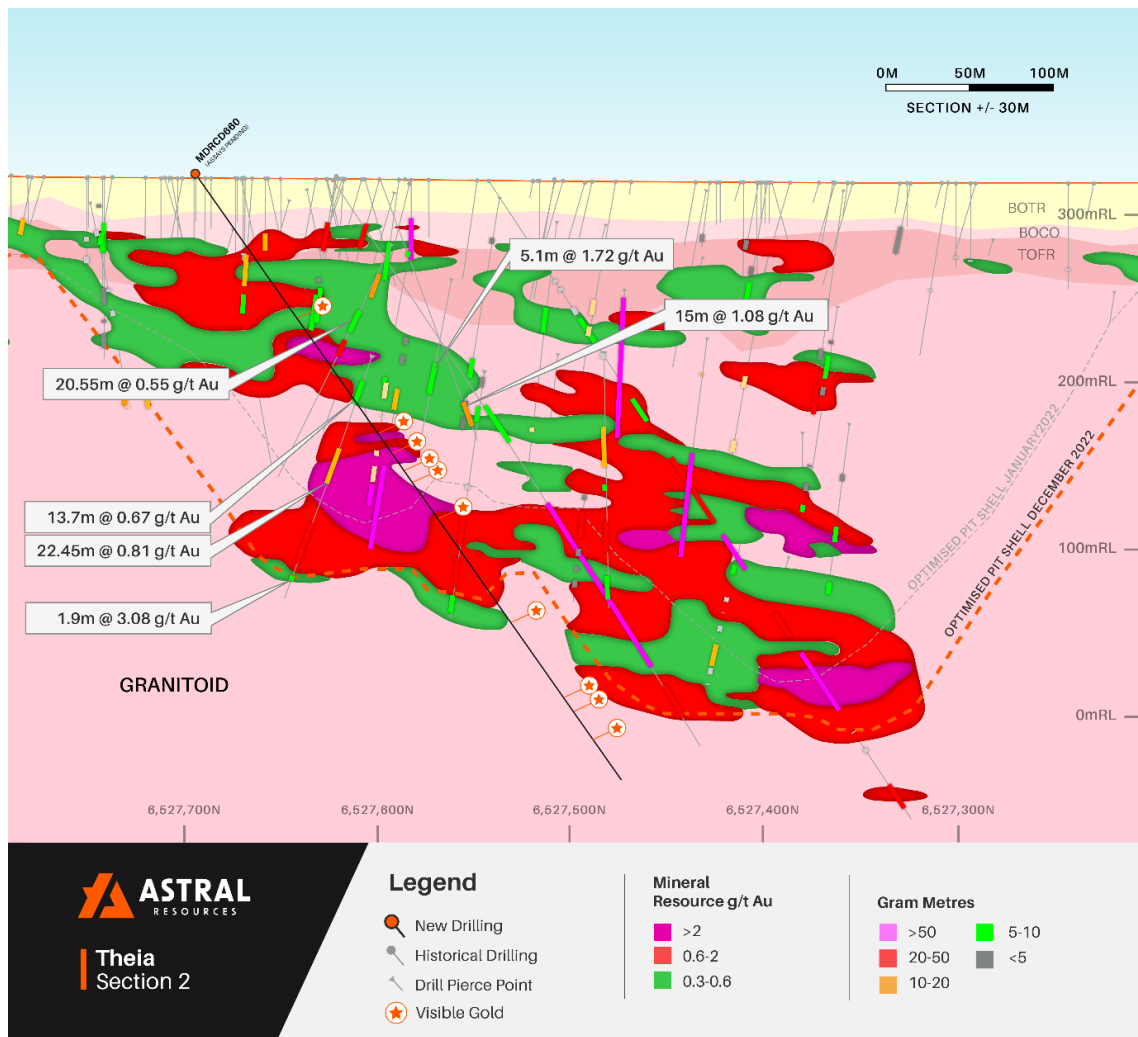 0M 50M 100M
SECTION +/- 30M
MDRCD660
(ASSAYS PENDING)
BOTR
300mRL
BOCO
TOFR
5.1m @ 1.72 g/t Au
15m @ 1.08 g/t Au
20.55m @ 0.55 g/t Au
200mRL
13.7m @ 0.67 g/t Au
22.45m @ 0.81 g/t Au
100mRL
OPTIMISED PIT SHELL JANUARY2022
OPTIMISED PIT SHELL DECEMBER 2022
1.9m @ 3.08 g/t Au
GRANITOID
0mRL
6,527,700N 6,527,600N 6,527,500N 6,527,400N 6,527,300N
ASTRAL
RESOURCES
Theia
Section 2
Legend
New Drilling
Historical Drilling
Drill Pierce Point
Visible Gold
Mineral
Resource g/t Au
>2
0.6-2
0.3-0.6
Gram Metres
>50
20-50
10-20
5-10
<5